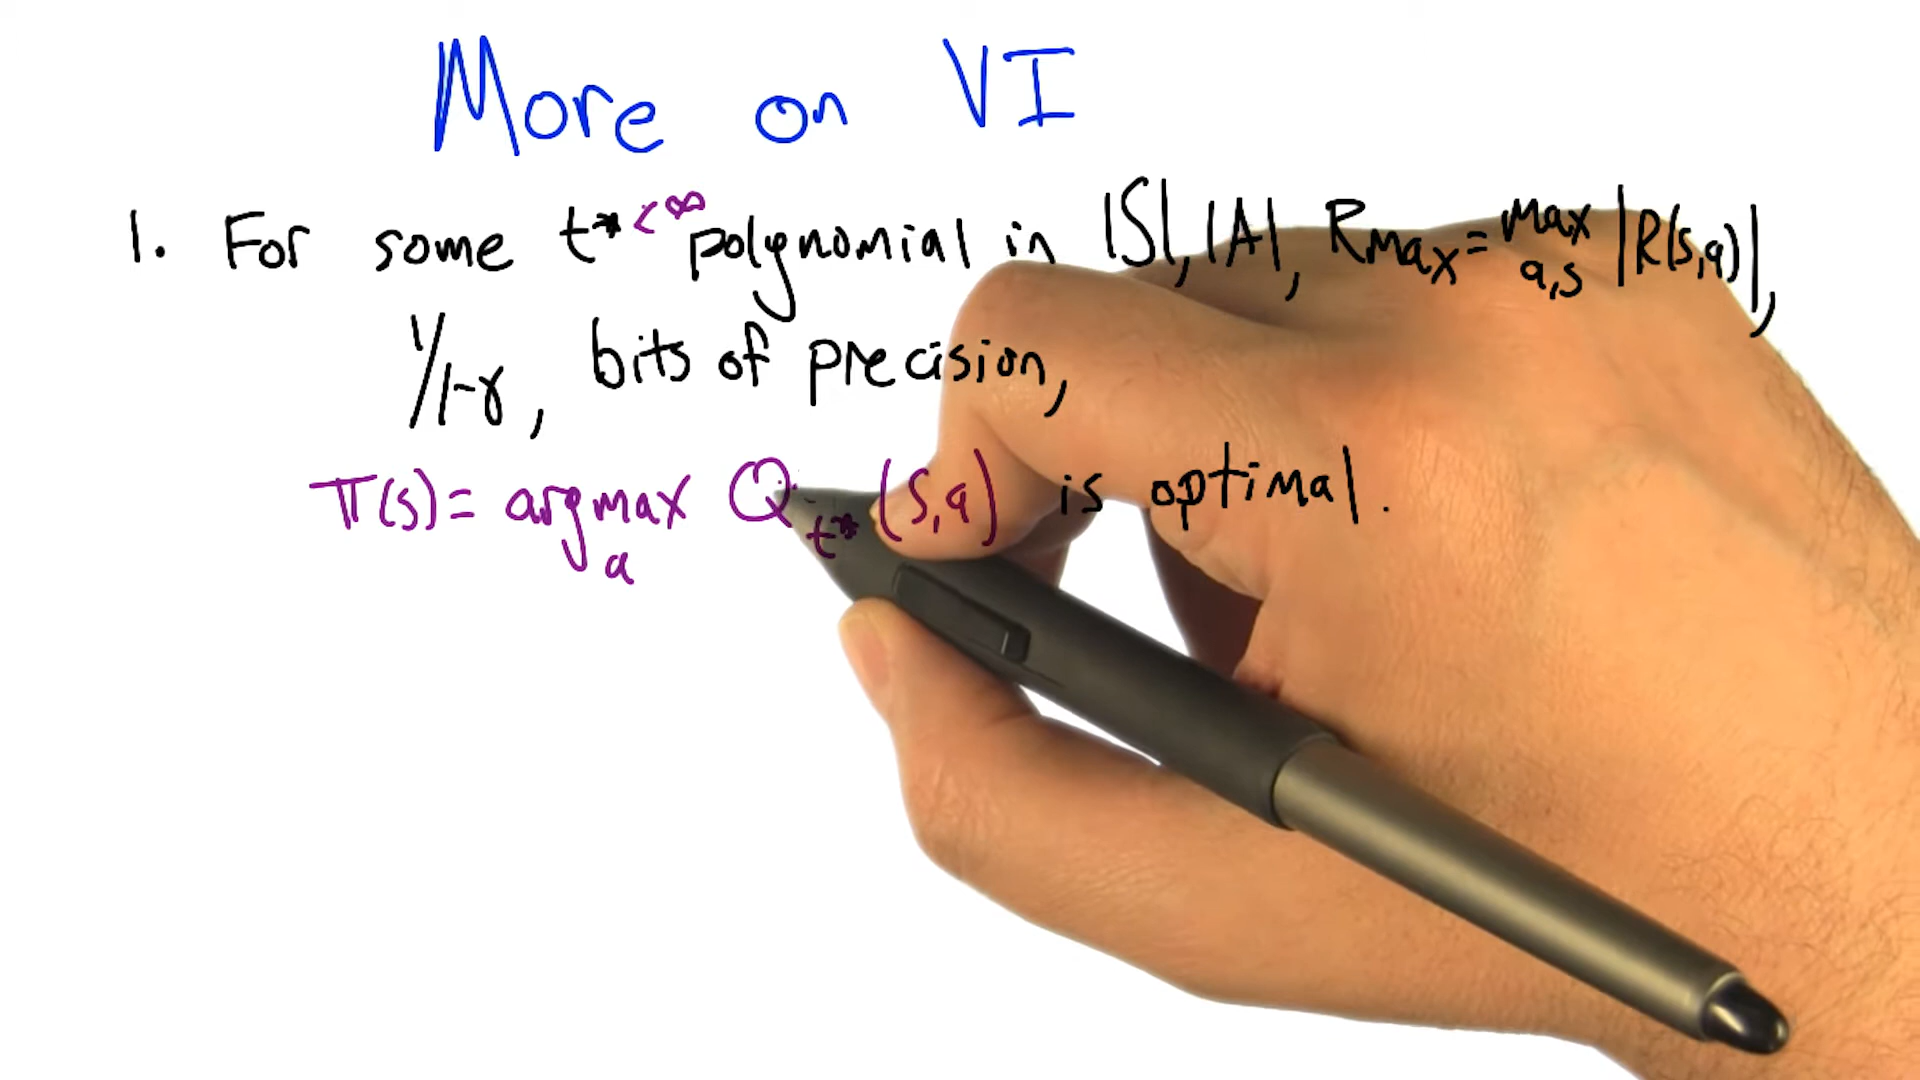 More on VI
1. For some t* <∞ polynomial in |S|, |A|, Rmax = max a,s |R(s,a)|,
1/1-γ, bits of precision,
π(s) = argmax a Q t* (s,a) is optimal.